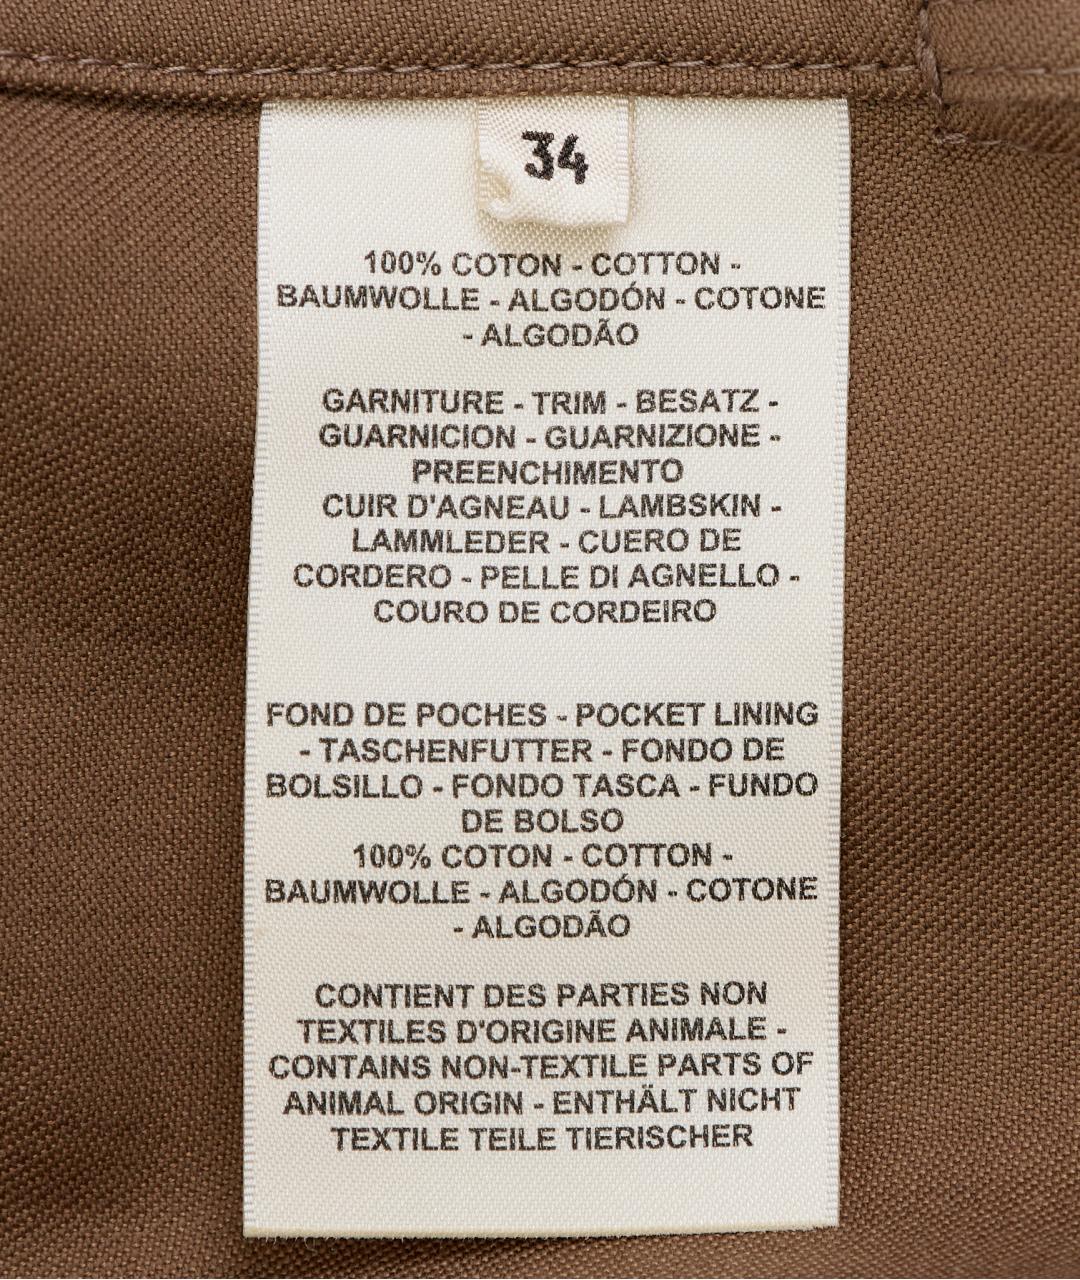 34
100% COTON - COTTON -
BAUMWOLLE - ALGODÓN - COTONE
- ALGODÃO
GARNITURE - TRIM - BESATZ -
GUARNICION - GUARNIZIONE -
PREENCHIMENTO
CUIR D'AGNEAU - LAMBSKIN -
LAMMLEDER - CUERO DE
CORDERO - PELLE DI AGNELLO -
COURO DE CORDEIRO
FOND DE POCHES - POCKET LINING
- TASCHENFUTTER - FONDO DE
BOLSILLO - FONDO TASCA - FUNDO
DE BOLSO
100% COTON - COTTON -
BAUMWOLLE - ALGODÓN - COTONE
- ALGODÃO
CONTIENT DES PARTIES NON
TEXTILES D'ORIGINE ANIMALE -
CONTAINS NON-TEXTILE PARTS OF
ANIMAL ORIGIN - ENTHÄLT NICHT
TEXTILE TEILE TIERISCHER